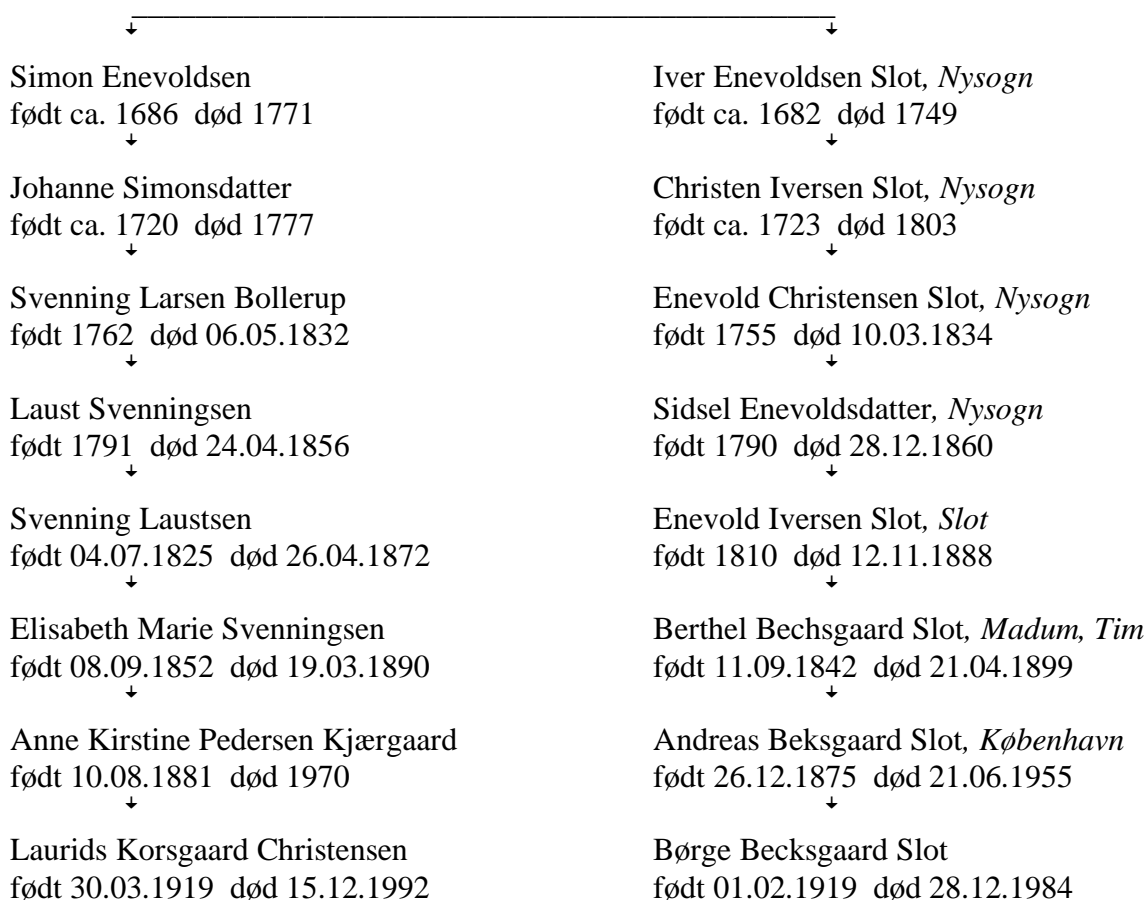 Simon Enevoldsen
født ca. 1686  død 1771
Johanne Simonsdatter
født ca. 1720  død 1777
Svenning Larsen Bollerup
født 1762  død 06.05.1832
Laust Svenningsen
født 1791  død 24.04.1856
Svenning Laustsen
født 04.07.1825  død 26.04.1872
Elisabeth Marie Svenningsen
født 08.09.1852  død 19.03.1890
Anne Kirstine Pedersen Kjærgaard
født 10.08.1881  død 1970
Laurids Korsgaard Christensen
født 30.03.1919  død 15.12.1992
Iver Enevoldsen Slot, Nysogn
født ca. 1682  død 1749
Christen Iversen Slot, Nysogn
født ca. 1723  død 1803
Enevold Christensen Slot, Nysogn
født 1755  død 10.03.1834
Sidsel Enevoldsdatter, Nysogn
født 1790  død 28.12.1860
Enevold Iversen Slot, Slot
født 1810  død 12.11.1888
Berthel Bechsgaard Slot, Madum, Tim
født 11.09.1842  død 21.04.1899
Andreas Beksgaard Slot, København
født 26.12.1875  død 21.06.1955
Børge Becksgaard Slot
født 01.02.1919  død 28.12.1984